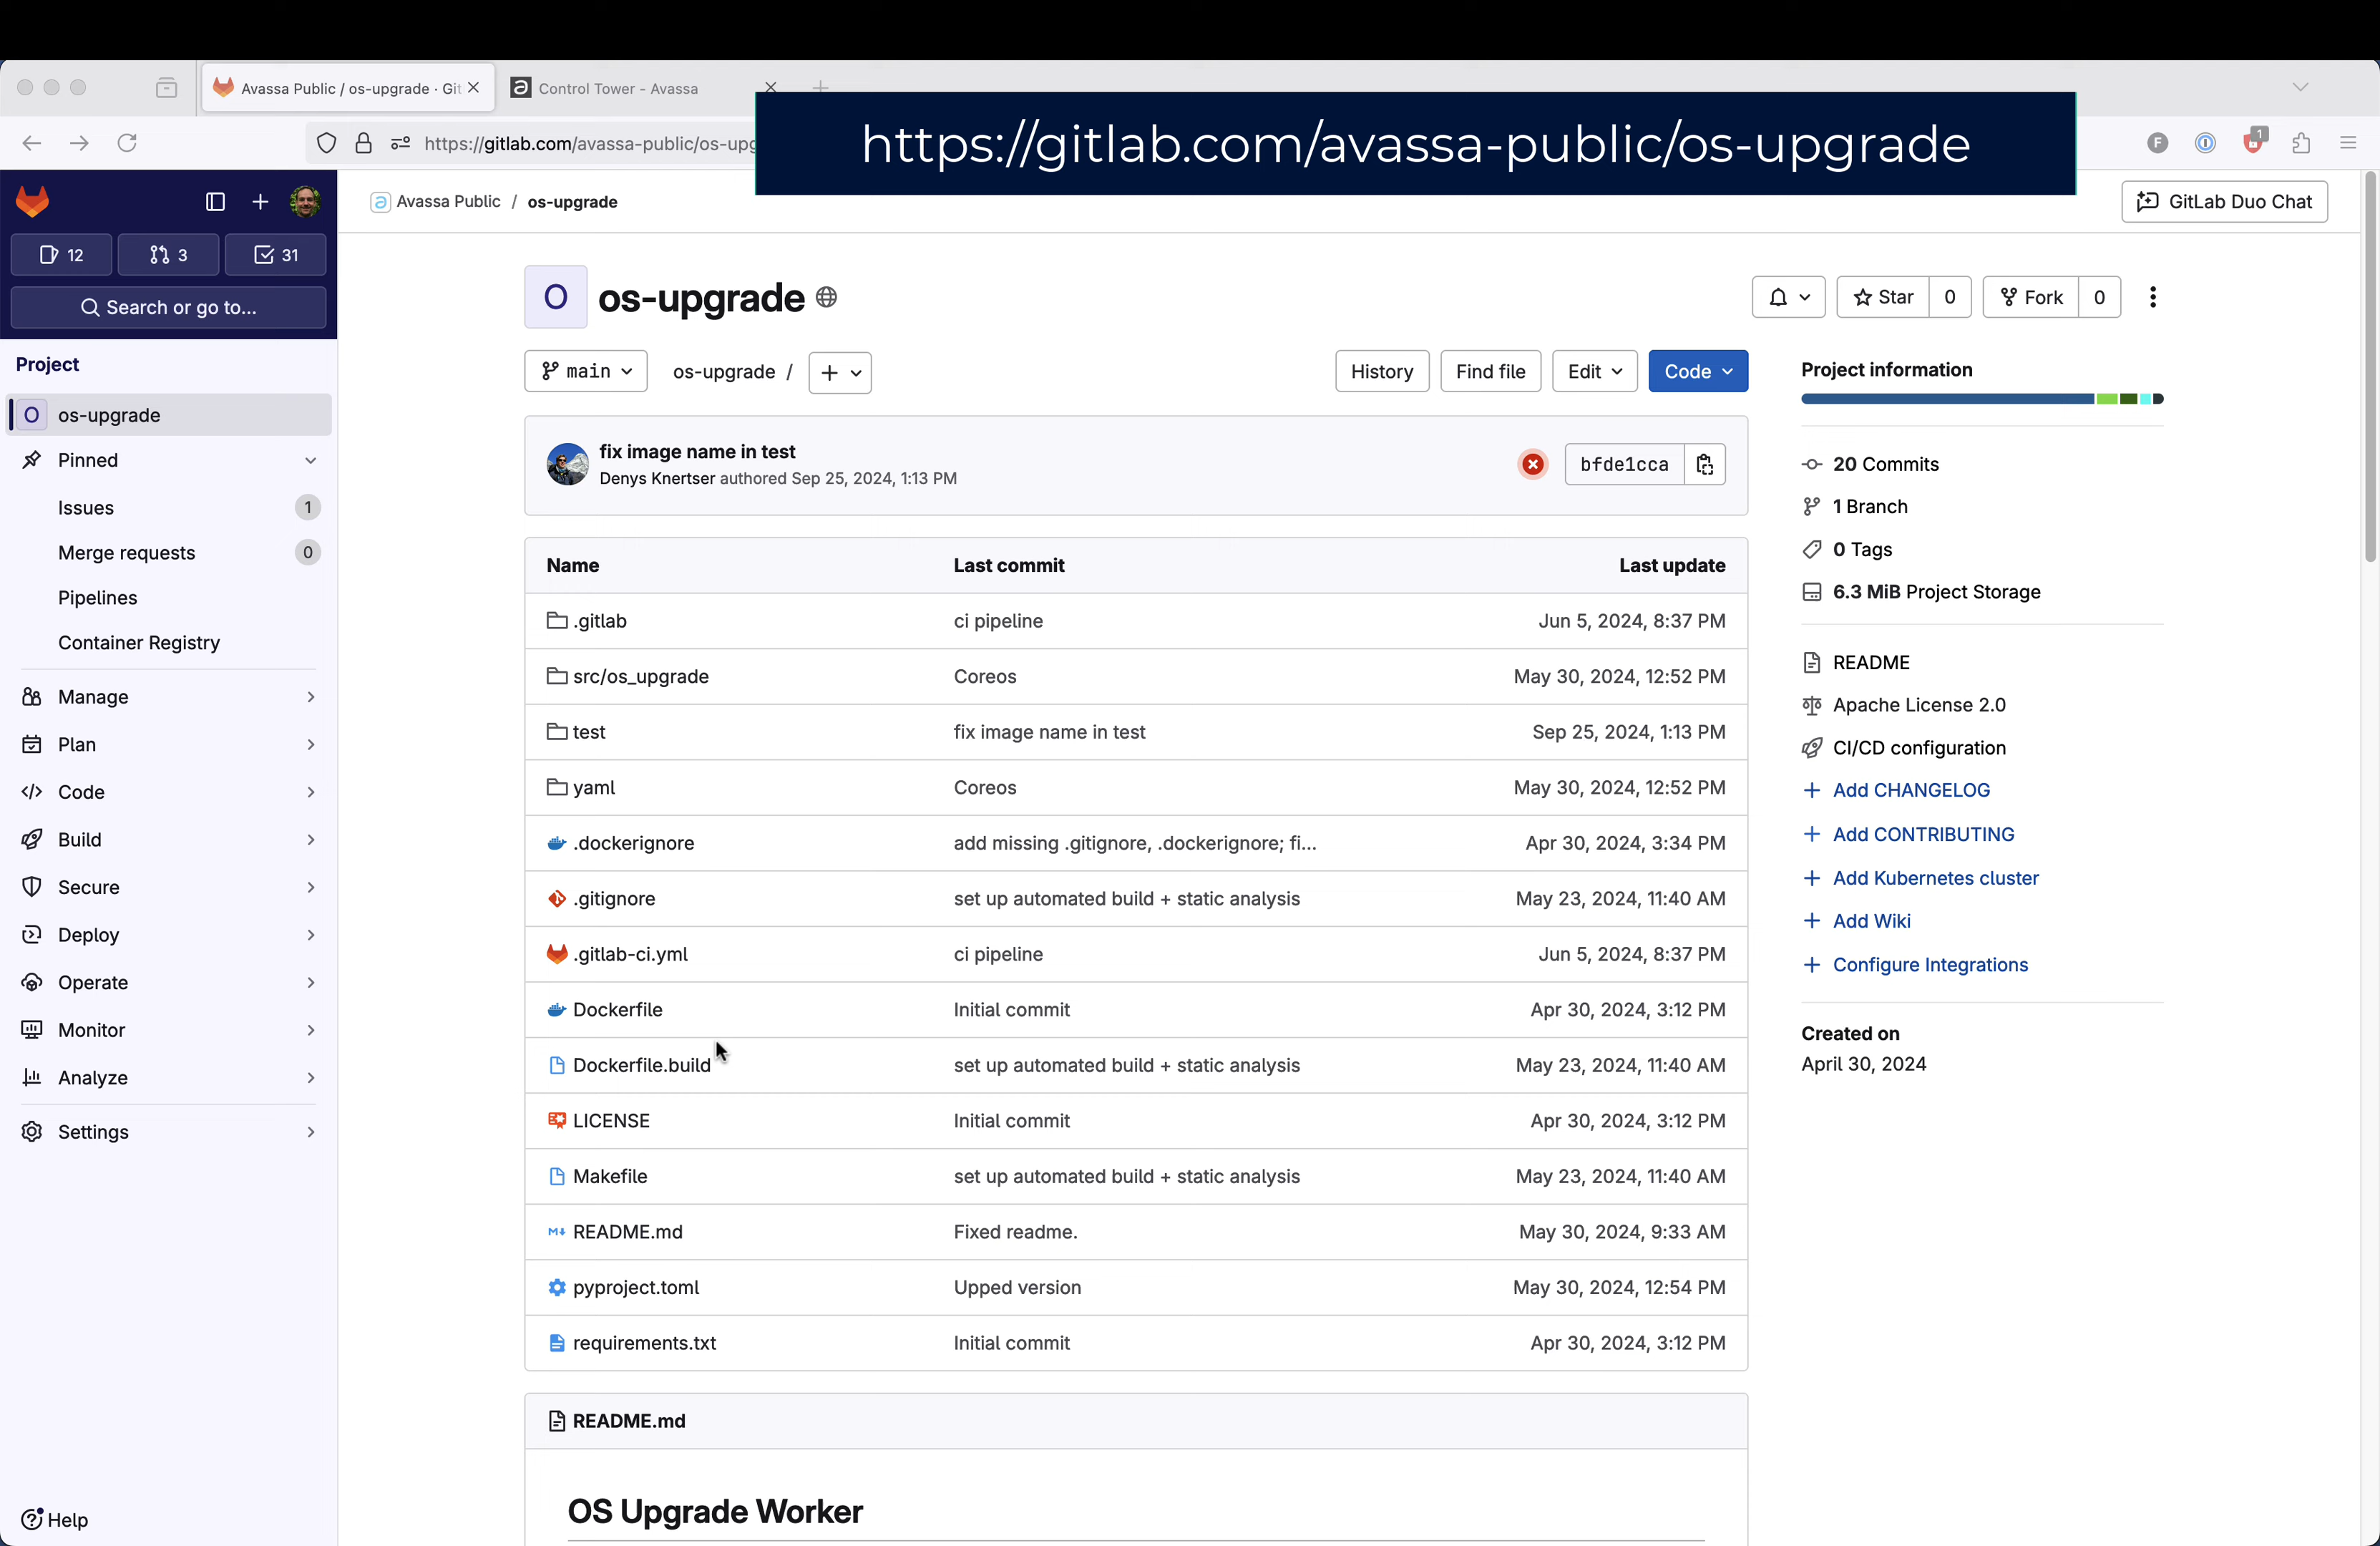 Avassa Public / os-upgrade · Git
Control Tower - Avassa
https://gitlab.com/avassa-public/os-upg
https://gitlab.com/avassa-public/os-upgrade
1
Avassa Public / os-upgrade
GitLab Duo Chat
12
3
31
Search or go to...
Project
O os-upgrade
Pinned
Issues 1
Merge requests 0
Pipelines
Container Registry
Manage
Plan
Code
Build
Secure
Deploy
Operate
Monitor
Analyze
Settings
Help
O os-upgrade
Star 0
Fork 0
main
os-upgrade /
History
Find file
Edit
Code
fix image name in test
Denys Knertser authored Sep 25, 2024, 1:13 PM
bfde1cca
Name Last commit Last update
.gitlab ci pipeline Jun 5, 2024, 8:37 PM
src/os_upgrade Coreos May 30, 2024, 12:52 PM
test fix image name in test Sep 25, 2024, 1:13 PM
yaml Coreos May 30, 2024, 12:52 PM
.dockerignore add missing .gitignore, .dockerignore; fi... Apr 30, 2024, 3:34 PM
.gitignore set up automated build + static analysis May 23, 2024, 11:40 AM
.gitlab-ci.yml ci pipeline Jun 5, 2024, 8:37 PM
Dockerfile Initial commit Apr 30, 2024, 3:12 PM
Dockerfile.build set up automated build + static analysis May 23, 2024, 11:40 AM
LICENSE Initial commit Apr 30, 2024, 3:12 PM
Makefile set up automated build + static analysis May 23, 2024, 11:40 AM
README.md Fixed readme. May 30, 2024, 9:33 AM
pyproject.toml Upped version May 30, 2024, 12:54 PM
requirements.txt Initial commit Apr 30, 2024, 3:12 PM
README.md
OS Upgrade Worker
Project information
20 Commits
1 Branch
0 Tags
6.3 MiB Project Storage
README
Apache License 2.0
CI/CD configuration
Add CHANGELOG
Add CONTRIBUTING
Add Kubernetes cluster
Add Wiki
Configure Integrations
Created on
April 30, 2024